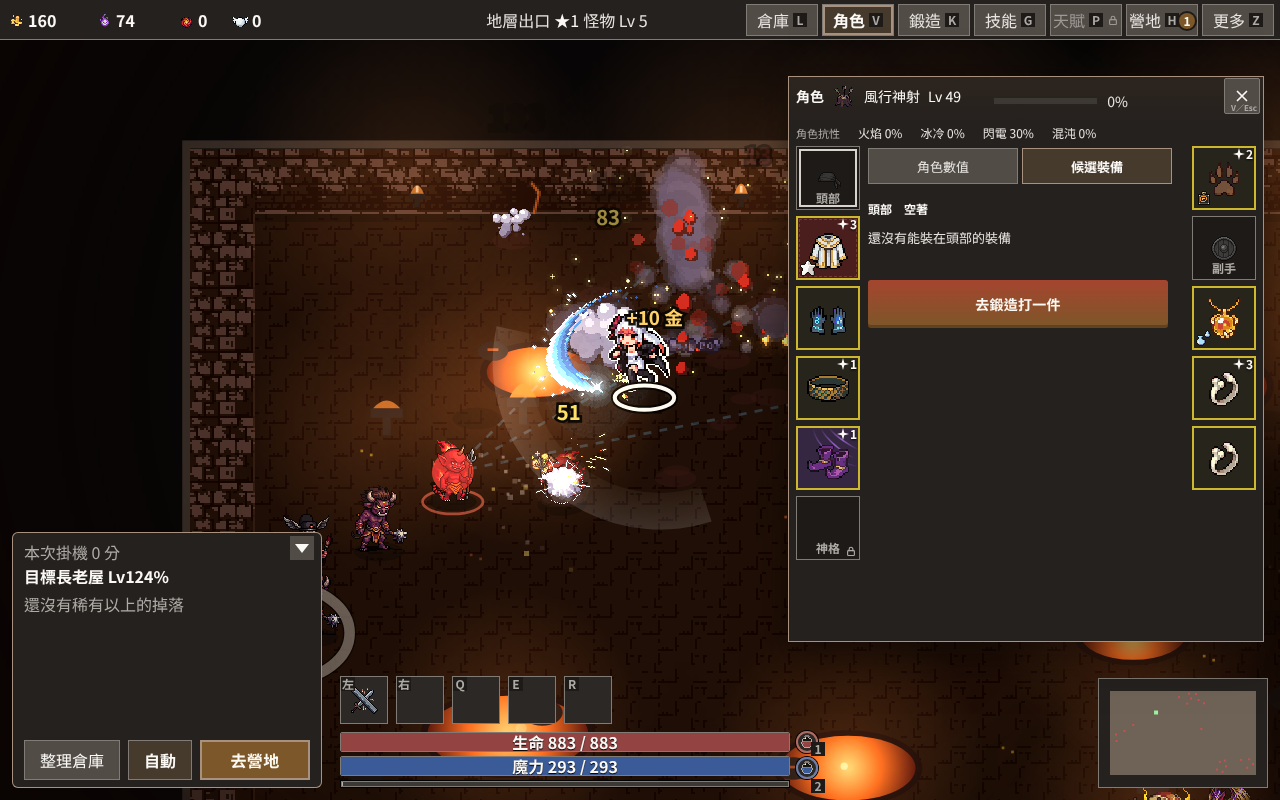 160 74 0 0 地層出口 ★1 怪物 Lv 5 倉庫 L 角色 V 鍛造 K 技能 G 天賦 P 營地 H 1 更多 Z
角色 風行神射 Lv 49 0% V／Esc
角色抗性 火焰 0% 冰冷 0% 閃電 30% 混沌 0%
頭部 角色數值 候選裝備 +2
頭部 空著
+3 還沒有能裝在頭部的裝備 副手
去鍛造打一件
+1 +3
+1
神格
83
+10 金
51
本次掛機 0 分
目標長老屋 Lv124%
還沒有稀有以上的掉落
整理倉庫 自動 去營地
左 右 Q E R
生命 883 / 883 1
魔力 293 / 293 2